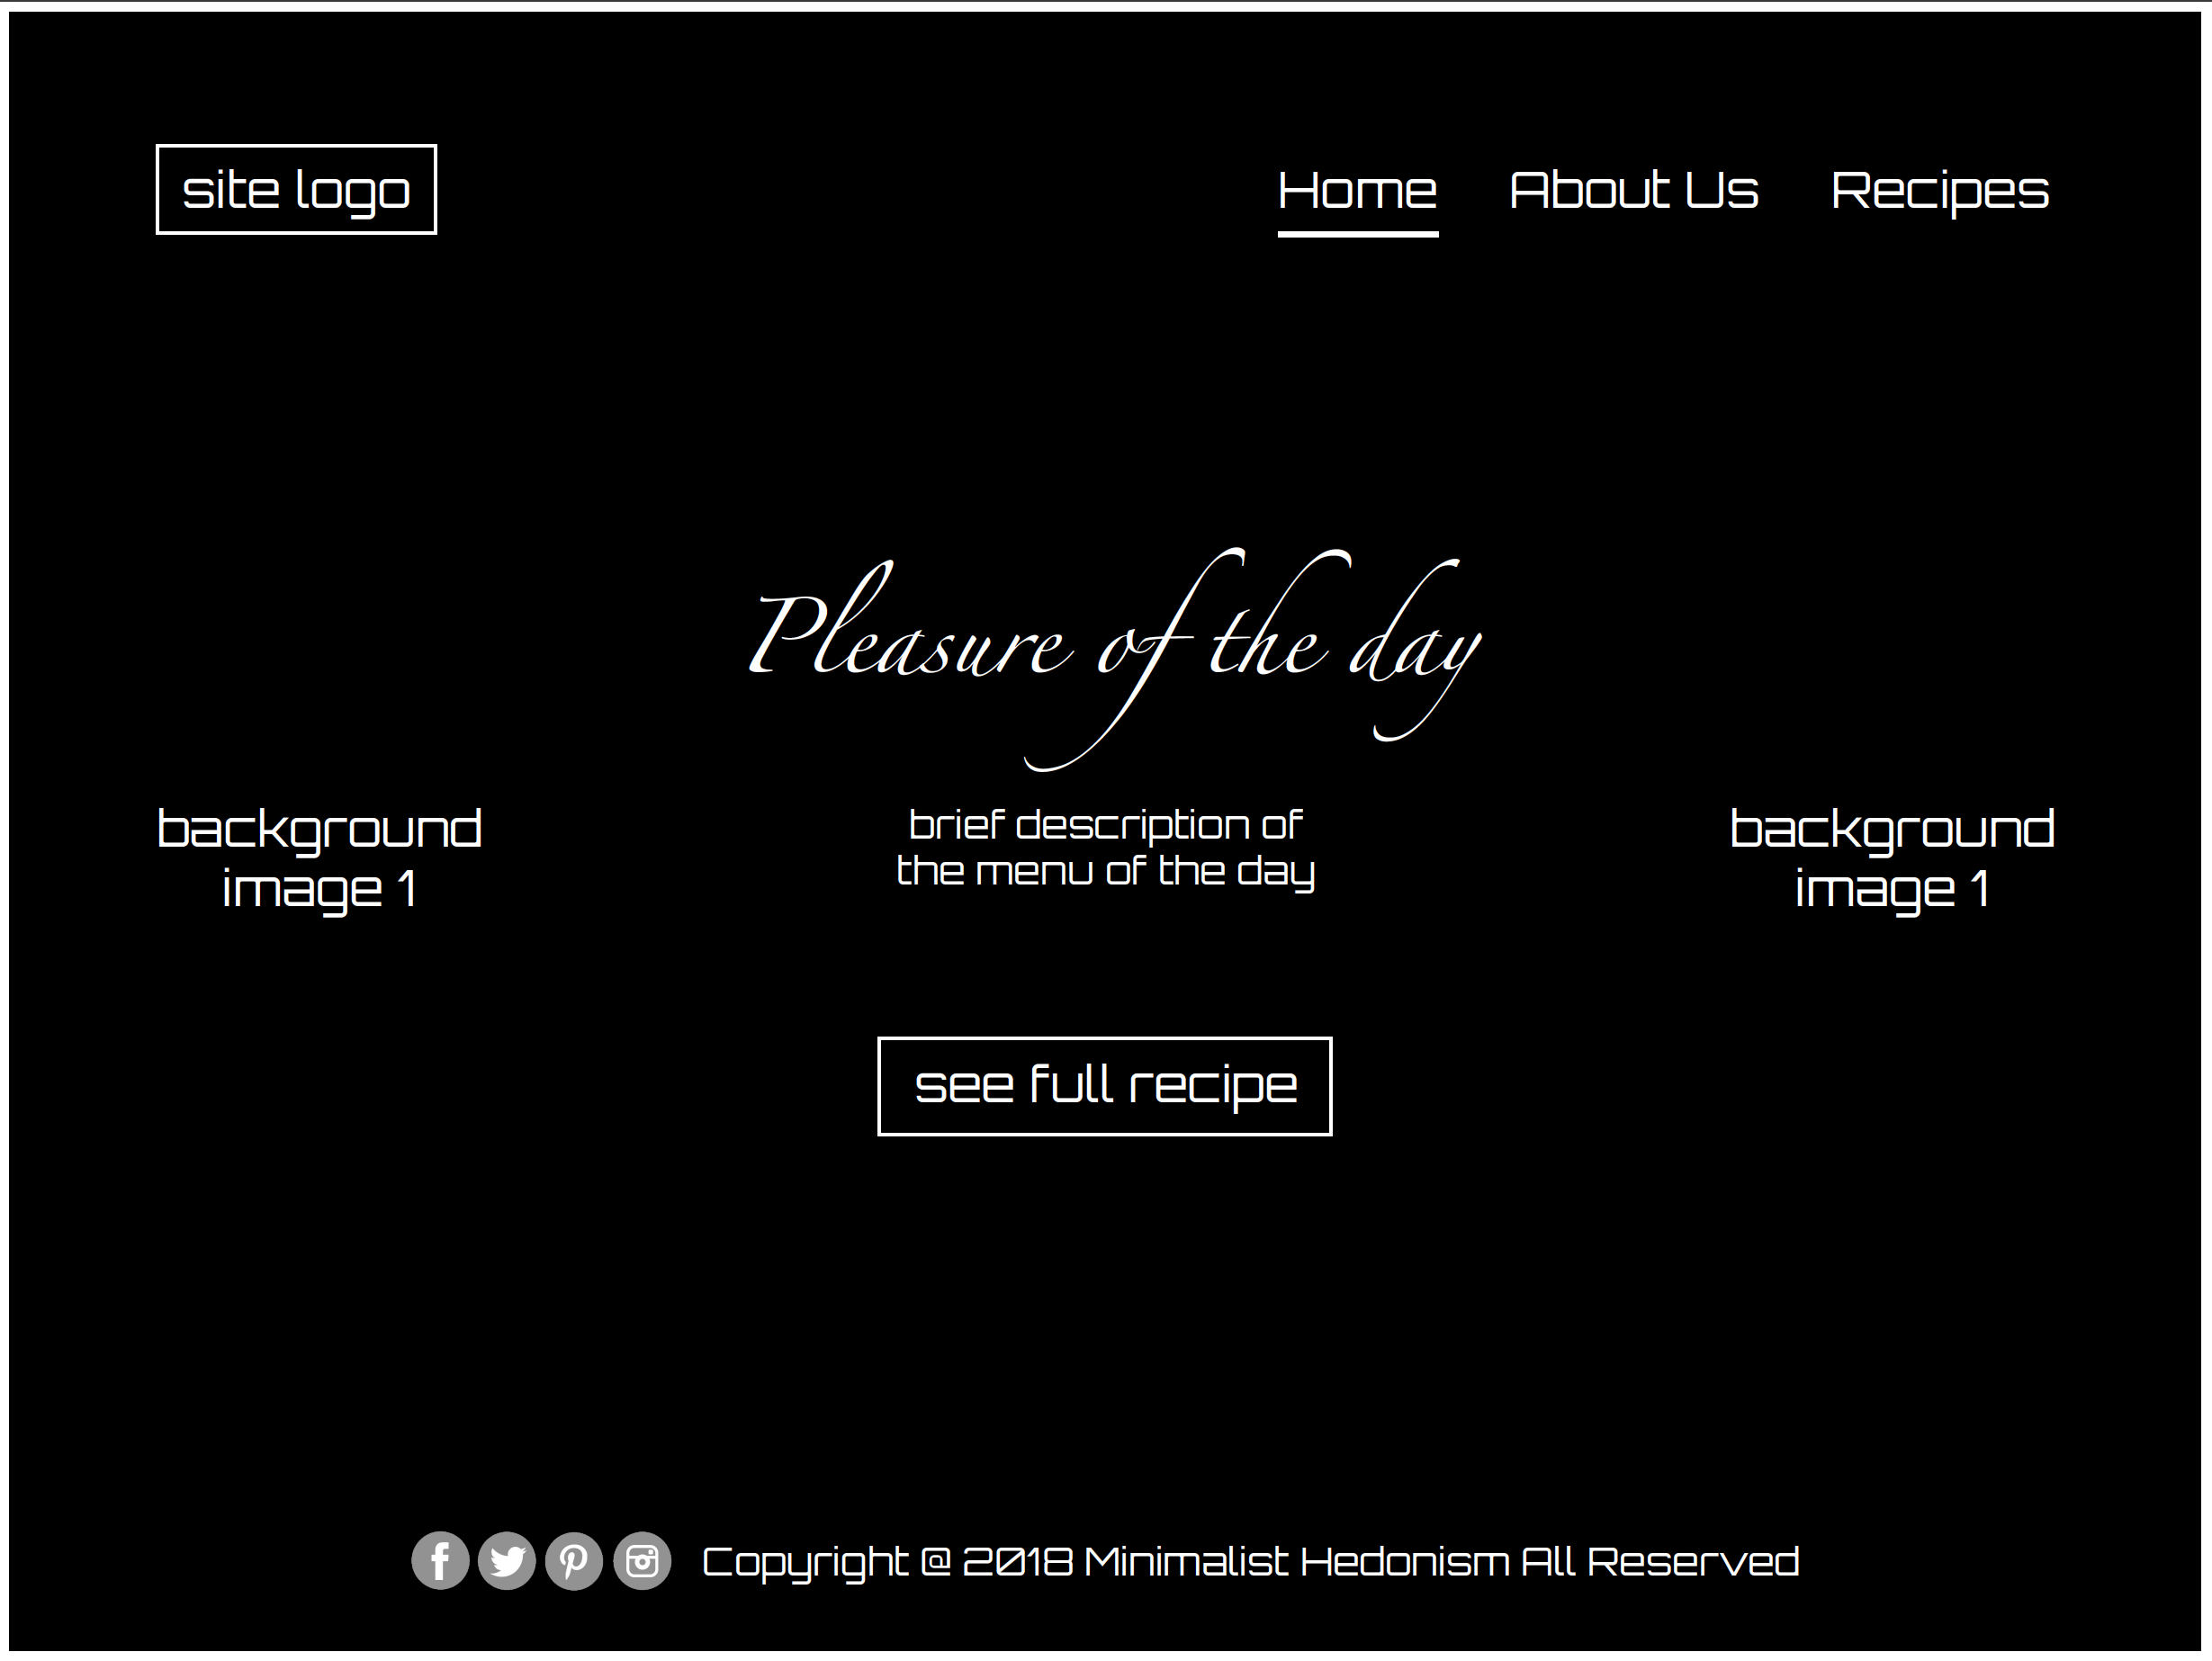 site logo
Home About Us Recipes
Pleasure of the day
brief description of
the menu of the day
background
image 1
background
image 1
see full recipe
Copyright @ 2018 Minimalist Hedonism All Reserved